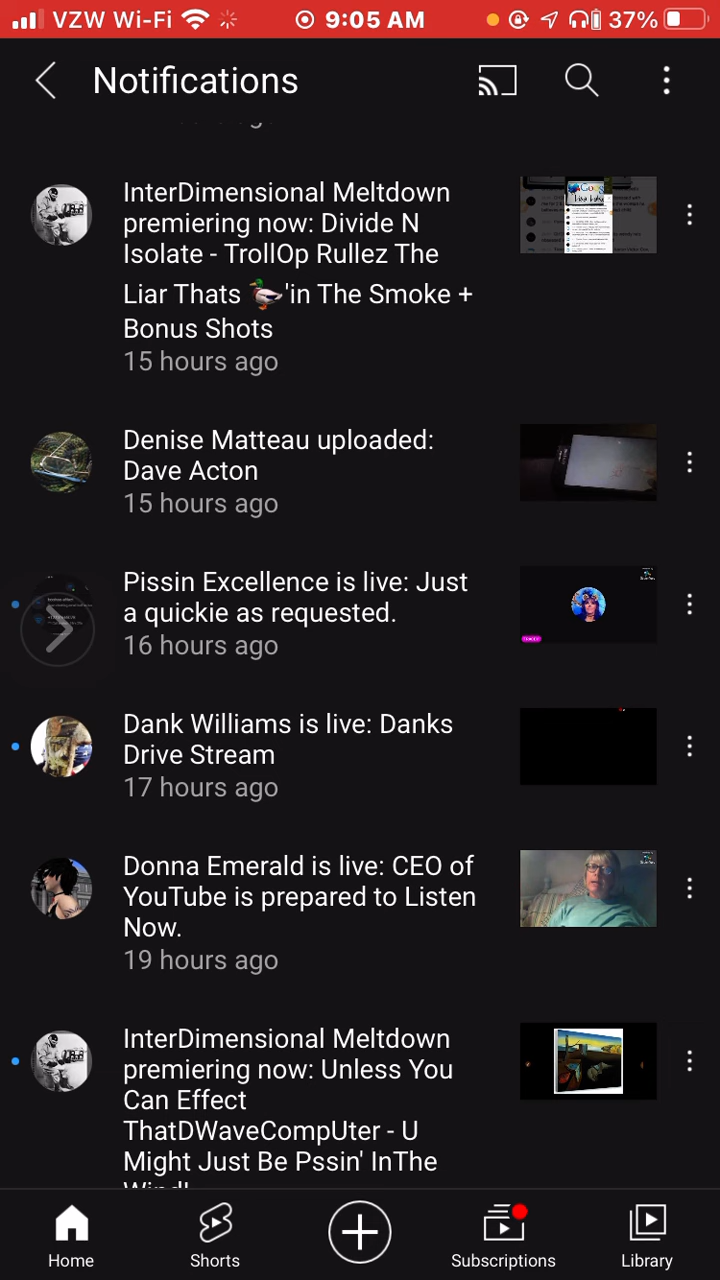 VZW Wi-Fi 9:05 AM 37%
Notifications
InterDimensional Meltdown
premiering now: Divide N
Isolate - TrollOp Rullez The
Liar Thats 🦆'in The Smoke +
Bonus Shots
15 hours ago
Denise Matteau uploaded:
Dave Acton
15 hours ago
Pissin Excellence is live: Just
a quickie as requested.
16 hours ago
Dank Williams is live: Danks
Drive Stream
17 hours ago
Donna Emerald is live: CEO of
YouTube is prepared to Listen
Now.
19 hours ago
InterDimensional Meltdown
premiering now: Unless You
Can Effect
ThatDWaveCompUter - U
Might Just Be Pssin' InThe
Home
Shorts
Subscriptions
Library